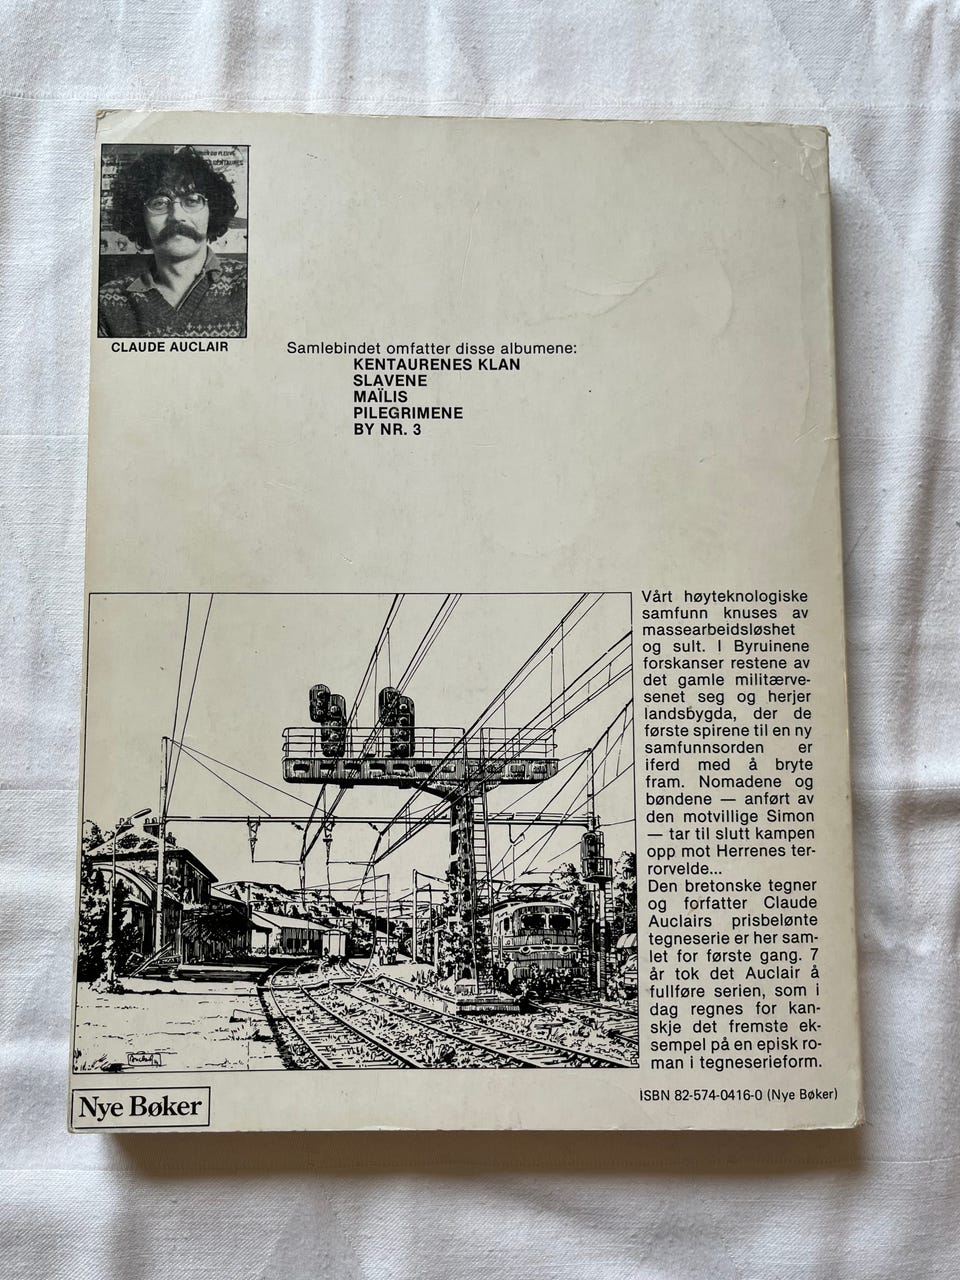 CLAUDE AUCLAIR
Samlebindet omfatter disse albumene:
KENTAURENES KLAN
SLAVENE
MAÏLIS
PILEGRIMENE
BY NR. 3
Vårt høyteknologiske
samfunn knuses av
massearbeidsløshet
og sult. I Byruinene
forskanser restene av
det gamle militærve-
senet seg og herjer
landsbygda, der de
første spirene til en ny
samfunnsorden er
iferd med å bryte
fram. Nomadene og
bøndene — anført av
den motvillige Simon
— tar til slutt kampen
opp mot Herrenes ter-
rorvelde...
Den bretonske tegner
og forfatter Claude
Auclairs prisbelønte
tegneserie er her sam-
let for første gang. 7
år tok det Auclair å
fullføre serien, som i
dag regnes for kan-
skje det fremste ek-
sempel på en episk ro-
man i tegneserieform.
Nye Bøker
ISBN 82-574-0416-0 (Nye Bøker)